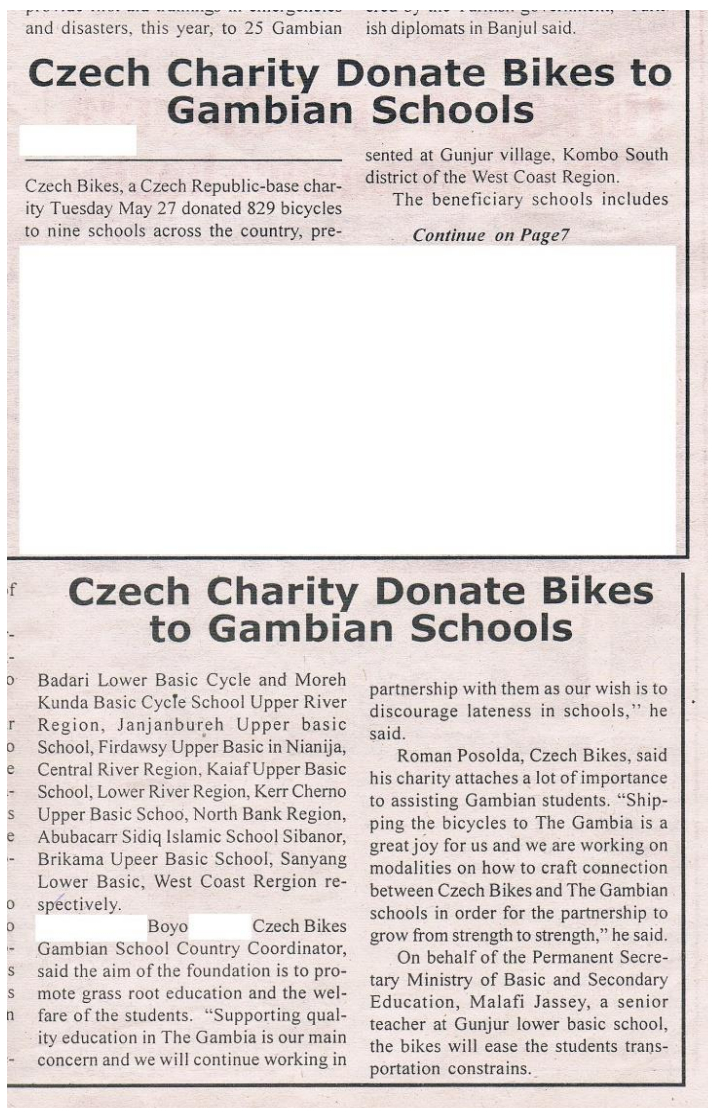 and disasters, this year, to 25 Gambian
ish diplomats in Banjul said.
Czech Charity Donate Bikes to
Gambian Schools
Czech Bikes, a Czech Republic-base char-
ity Tuesday May 27 donated 829 bicycles
to nine schools across the country, pre-
sented at Gunjur village, Kombo South
district of the West Coast Region.
The beneficiary schools includes
Continue on Page7
Czech Charity Donate Bikes
to Gambian Schools
Badari Lower Basic Cycle and Moreh
Kunda Basic Cycle School Upper River
Region, Janjanbureh Upper basic
School, Firdawsy Upper Basic in Nianija,
Central River Region, Kaiaf Upper Basic
School, Lower River Region, Kerr Cherno
Upper Basic Schoo, North Bank Region,
Abubacarr Sidiq Islamic School Sibanor,
Brikama Upeer Basic School, Sanyang
Lower Basic, West Coast Rergion re-
spectively.
Boyo Czech Bikes
Gambian School Country Coordinator,
said the aim of the foundation is to pro-
mote grass root education and the wel-
fare of the students. “Supporting qual-
ity education in The Gambia is our main
concern and we will continue working in
partnership with them as our wish is to
discourage lateness in schools,’’ he
said.
Roman Posolda, Czech Bikes, said
his charity attaches a lot of importance
to assisting Gambian students. “Ship-
ping the bicycles to The Gambia is a
great joy for us and we are working on
modalities on how to craft connection
between Czech Bikes and The Gambian
schools in order for the partnership to
grow from strength to strength,” he said.
On behalf of the Permanent Secre-
tary Ministry of Basic and Secondary
Education, Malafi Jassey, a senior
teacher at Gunjur lower basic school,
the bikes will ease the students trans-
portation constrains.